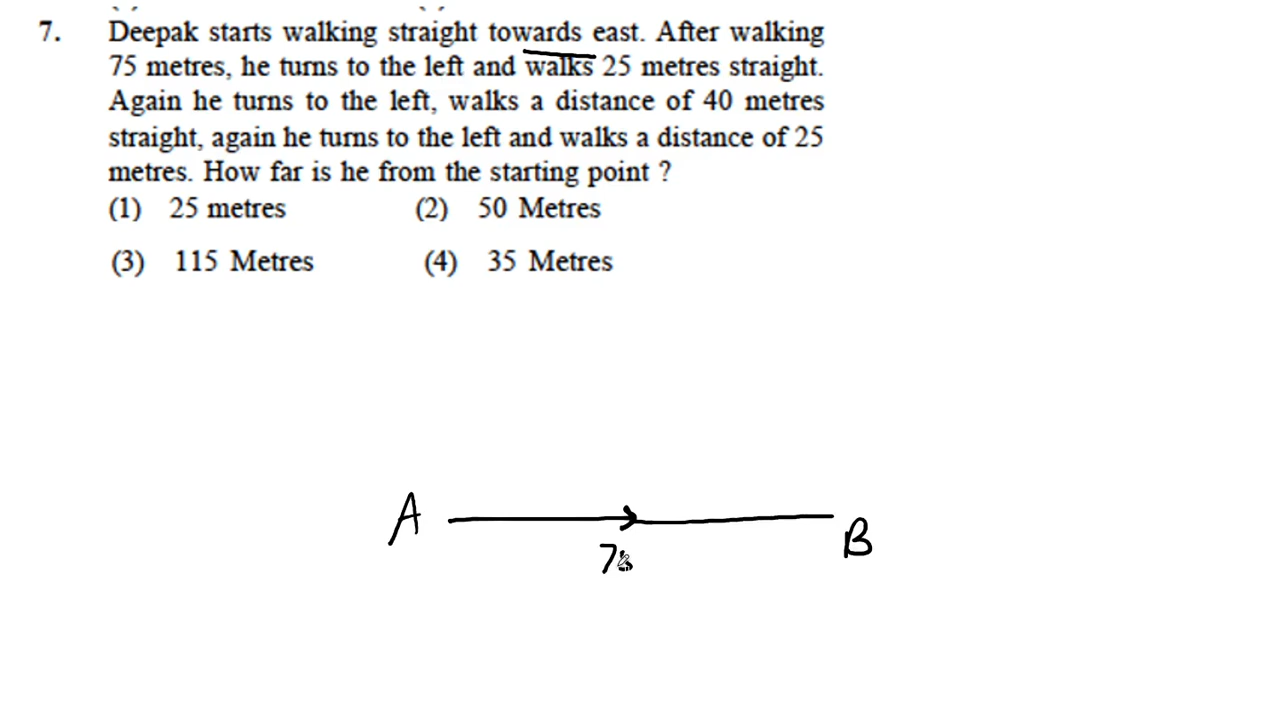 7. Deepak starts walking straight towards east. After walking
75 metres, he turns to the left and walks 25 metres straight.
Again he turns to the left, walks a distance of 40 metres
straight, again he turns to the left and walks a distance of 25
metres. How far is he from the starting point ?
(1) 25 metres (2) 50 Metres
(3) 115 Metres (4) 35 Metres
A
B